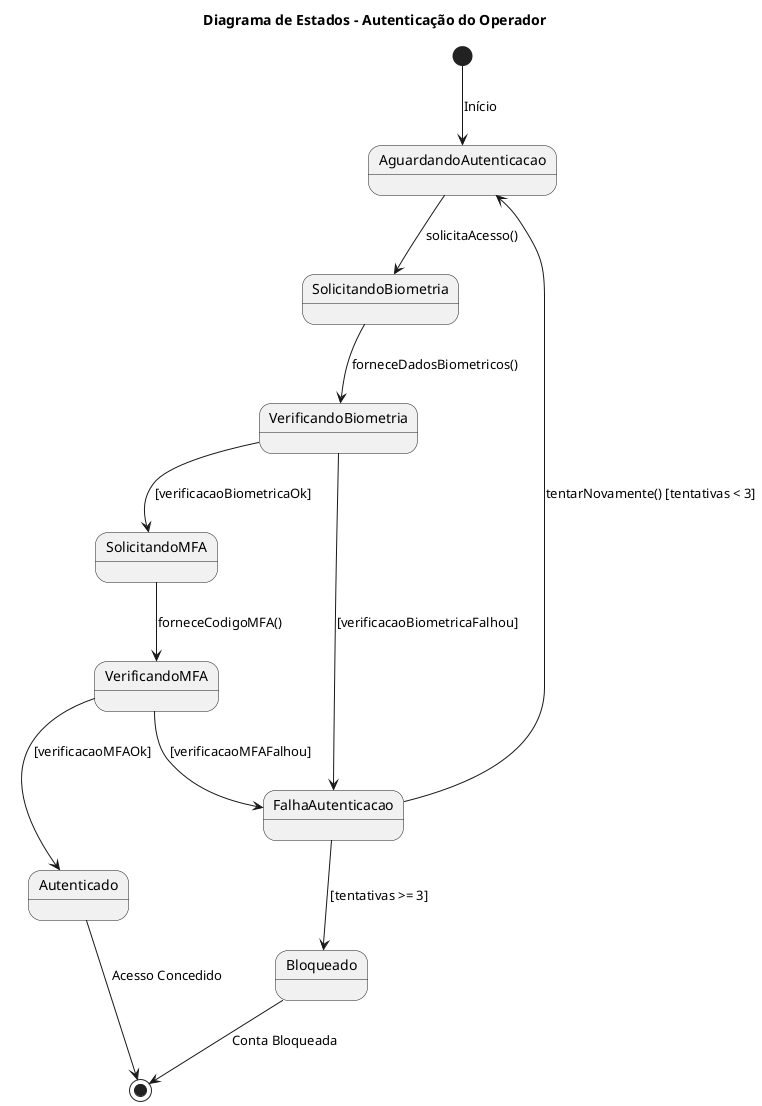 Diagrama de Estados - Autenticação do Operador
Início
AguardandoAutenticacao
solicitaAcesso()
SolicitandoBiometria
forneceDadosBiometricos()
VerificandoBiometria
[verificacaoBiometricaOk]
tentarNovamente() [tentativas < 3]
SolicitandoMFA
forneceCodigoMFA()
[verificacaoBiometricaFalhou]
VerificandoMFA
[verificacaoMFAOk]
[verificacaoMFAFalhou]
FalhaAutenticacao
Autenticado
[tentativas >= 3]
Bloqueado
Acesso Concedido
Conta Bloqueada